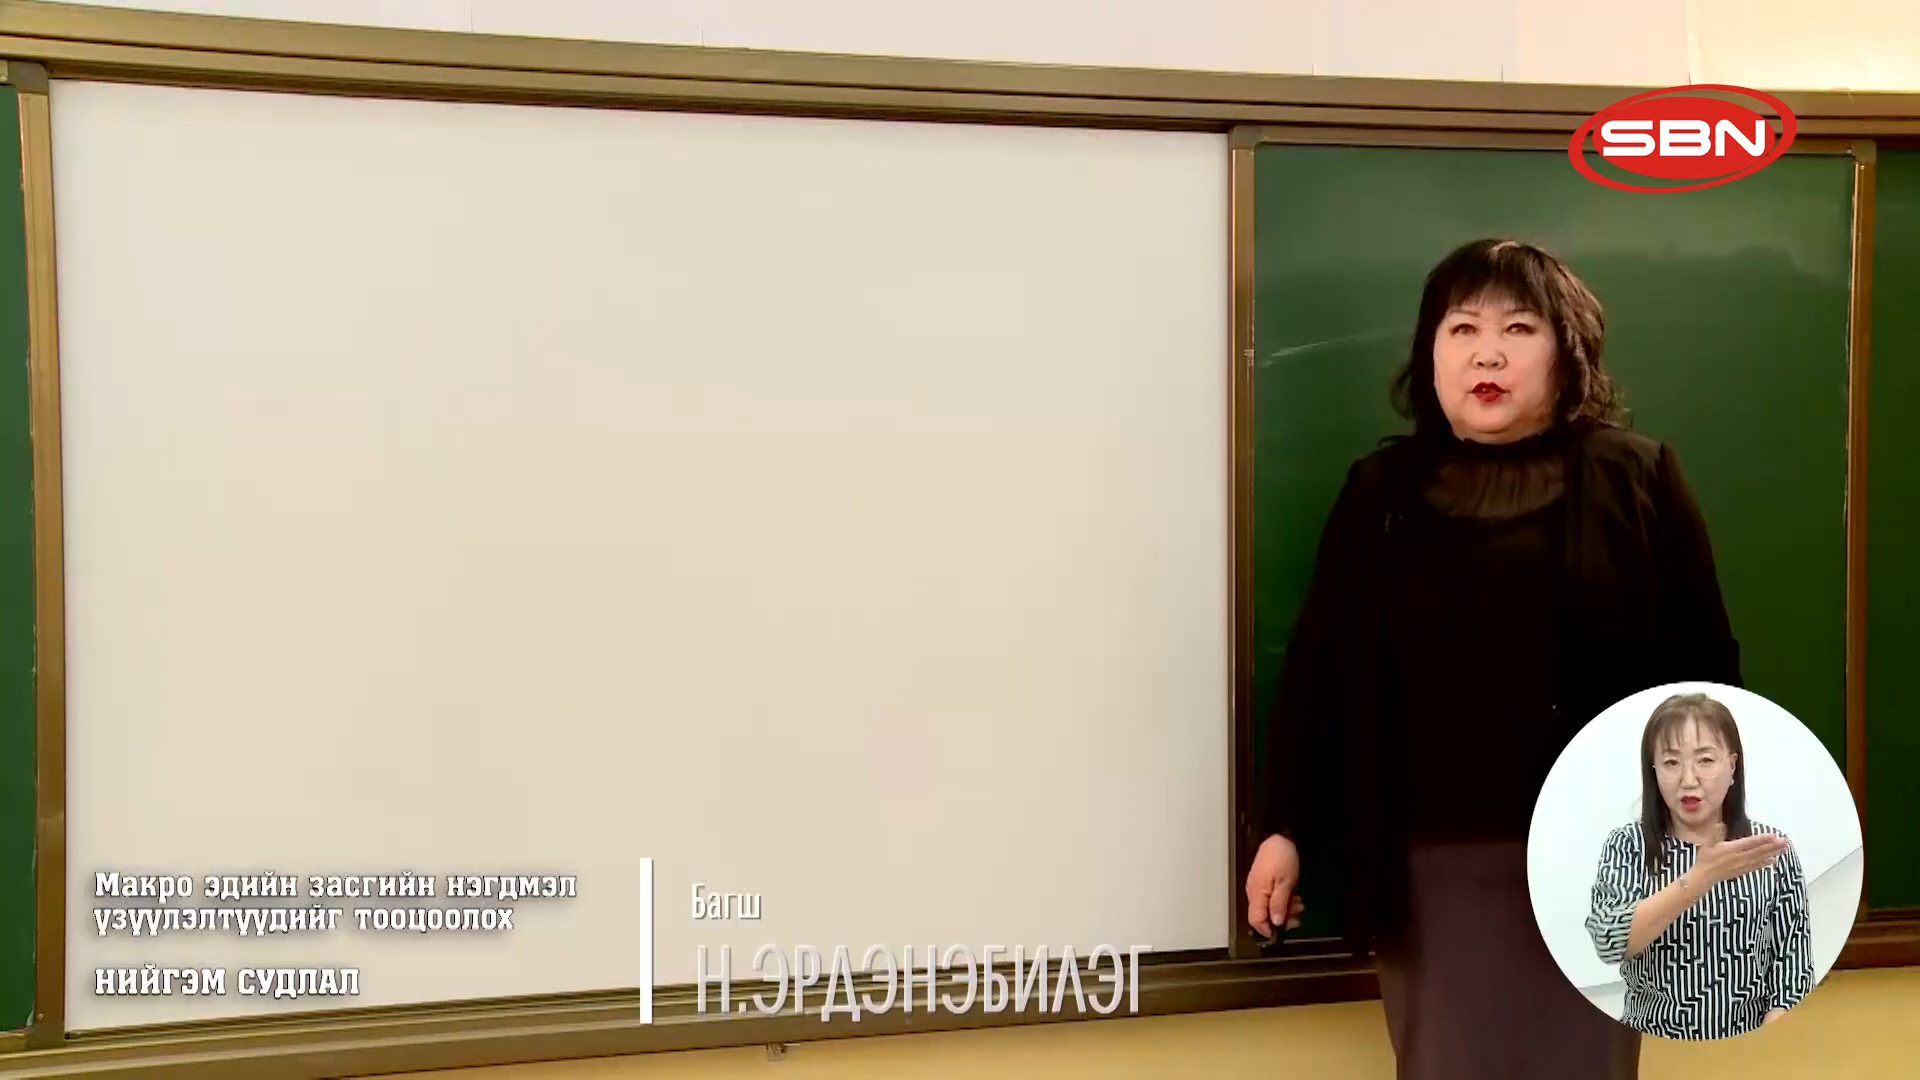 SBN
Макро эдийн засгийн нэгдмэл
үзүүлэлтүүдийг тооцоолох
НИЙГЭМ СУДЛАЛ
Багш
Н.ЭРДЭНЭБИЛЭГ